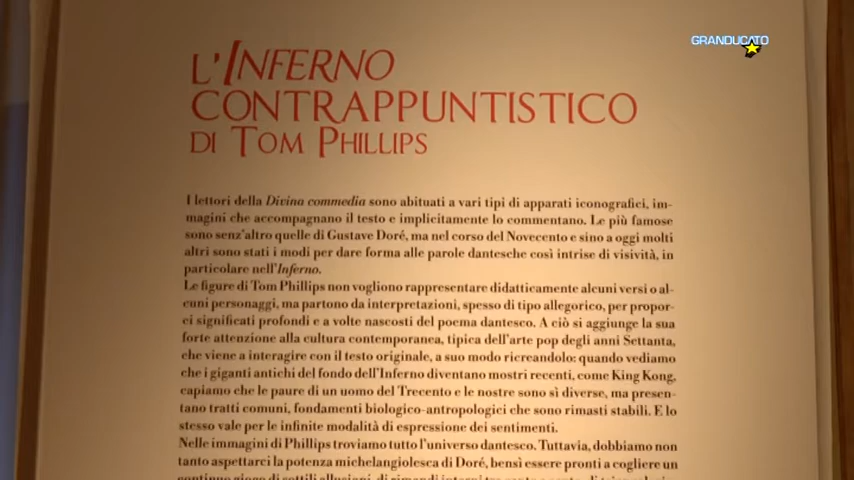 GRANDUCATO
L'INFERNO
CONTRAPPUNTISTICO
DI TOM PHILLIPS
I lettori della Divina commedia sono abituati a vari tipi di apparati iconografici, im-
magini che accompagnano il testo e implicitamente lo commentano. Le più famose
sono senz'altro quelle di Gustave Doré, ma nel corso del Novecento e sino a oggi molti
altri sono stati i modi per dare forma alle parole dantesche così intrise di visività, in
particolare nell'Inferno.
Le figure di Tom Phillips non vogliono rappresentare didatticamente alcuni versi o al-
cuni personaggi, ma partono da interpretazioni, spesso di tipo allegorico, per propor-
ci significati profondi e a volte nascosti del poema dantesco. A ciò si aggiunge la sua
forte attenzione alla cultura contemporanea, tipica dell'arte pop degli anni Settanta,
che viene a interagire con il testo originale, a suo modo ricreandolo: quando vediamo
che i giganti antichi del fondo dell'Inferno diventano mostri recenti, come King Kong,
capiamo che le paure di un uomo del Trecento e le nostre sono sì diverse, ma presen-
tano tratti comuni, fondamenti biologico-antropologici che sono rimasti stabili. E lo
stesso vale per le infinite modalità di espressione dei sentimenti.
Nelle immagini di Phillips troviamo tutto l'universo dantesco. Tuttavia, dobbiamo non
tanto aspettarci la potenza michelangiolesca di Doré, bensì essere pronti a cogliere un
continuo gioco di sottili allusioni, di rimandi interni